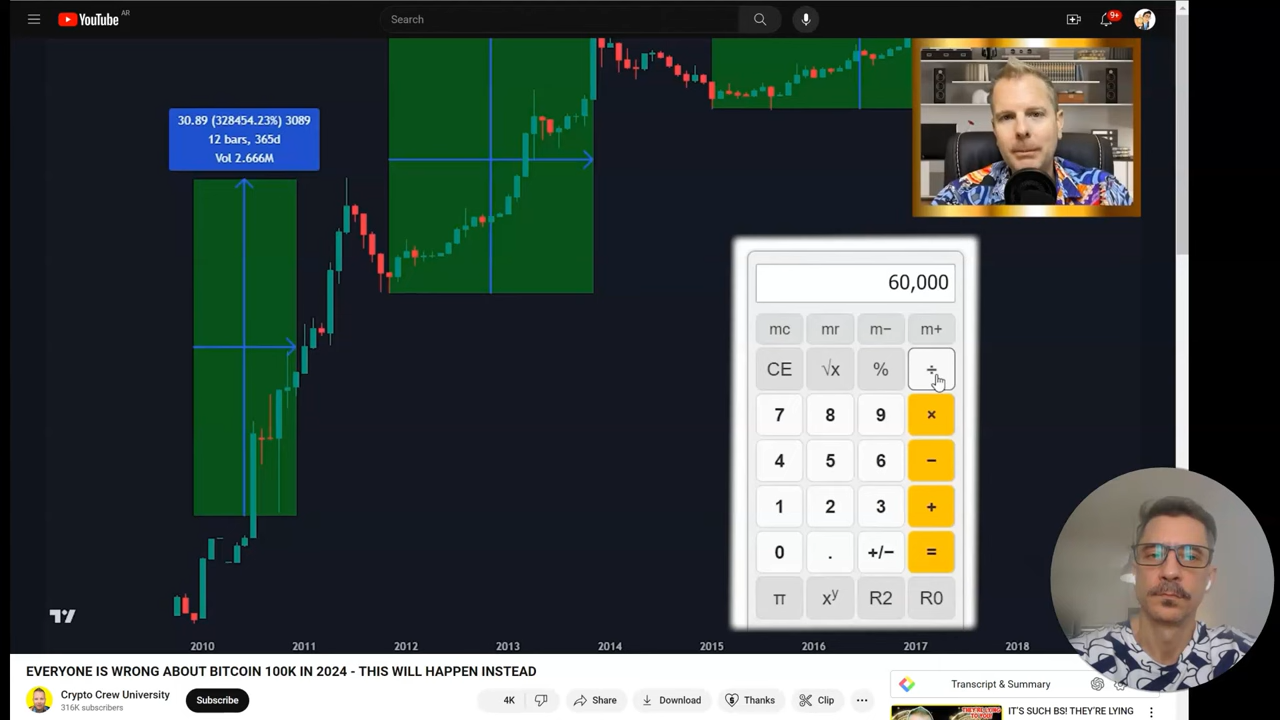 YouTube AR
Search
9+
30.89 (328454.23%) 3089
12 bars, 365d
Vol 2.666M
60,000
mc mr m− m+
CE √x % ÷
7 8 9 ×
4 5 6 −
1 2 3 +
0 . +/− =
π xʸ R2 R0
2010 2011 2012 2013 2014 2015 2016 2017 2018
EVERYONE IS WRONG ABOUT BITCOIN 100K IN 2024 - THIS WILL HAPPEN INSTEAD
Crypto Crew University
316K subscribers
Subscribe
4K
Share
Download
Thanks
Clip
Transcript & Summary
IT'S SUCH BS! THEY'RE LYING